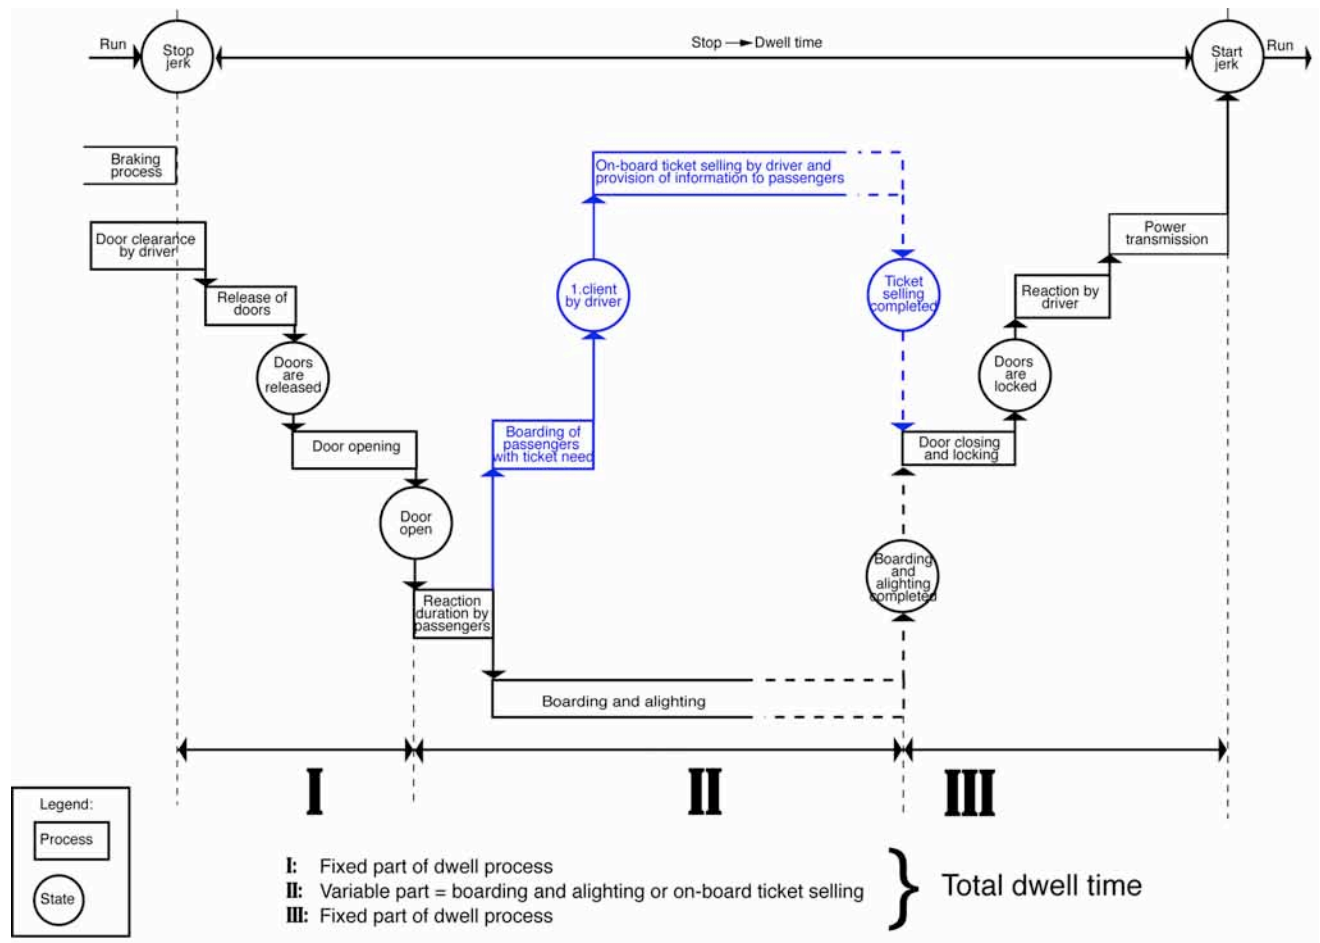 Run
Stop
jerk
Stop → Dwell time
Start
jerk
Run
Braking
process
On-board ticket selling by driver and
provision of information to passengers
Door clearance
by driver
Power
transmission
Release of
doors
1.client
by driver
Ticket
selling
completed
Reaction by
driver
Doors
are
released
Doors
are
locked
Door opening
Boarding of
passengers
with ticket need
Door closing
and locking
Door
open
Boarding
and
alighting
completed
Reaction
duration by
passengers
Boarding and alighting
I
II
III
Legend:
Process
State
I: Fixed part of dwell process
II: Variable part = boarding and alighting or on-board ticket selling
III: Fixed part of dwell process
Total dwell time